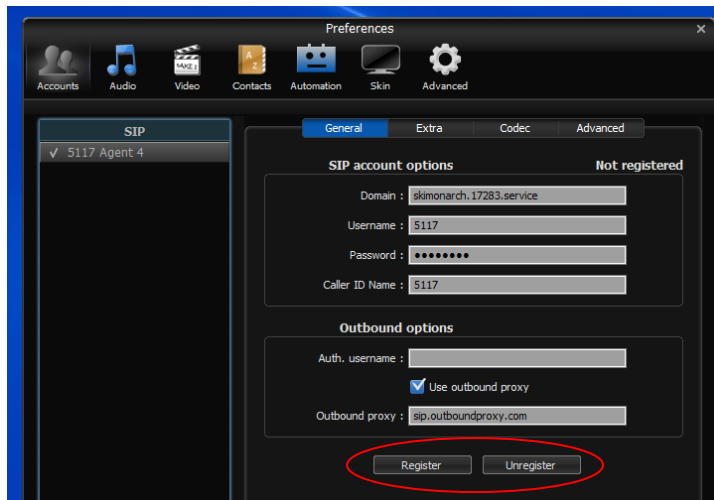 Preferences
Accounts Audio Video Contacts Automation Skin Advanced
SIP
✓ 5117 Agent 4
General Extra Codec Advanced
SIP account options Not registered
Domain : skimonarch.17283.service
Username : 5117
Password : ●●●●●●●●
Caller ID Name : 5117
Outbound options
Auth. username :
Use outbound proxy
Outbound proxy : sip.outboundproxy.com
Register Unregister